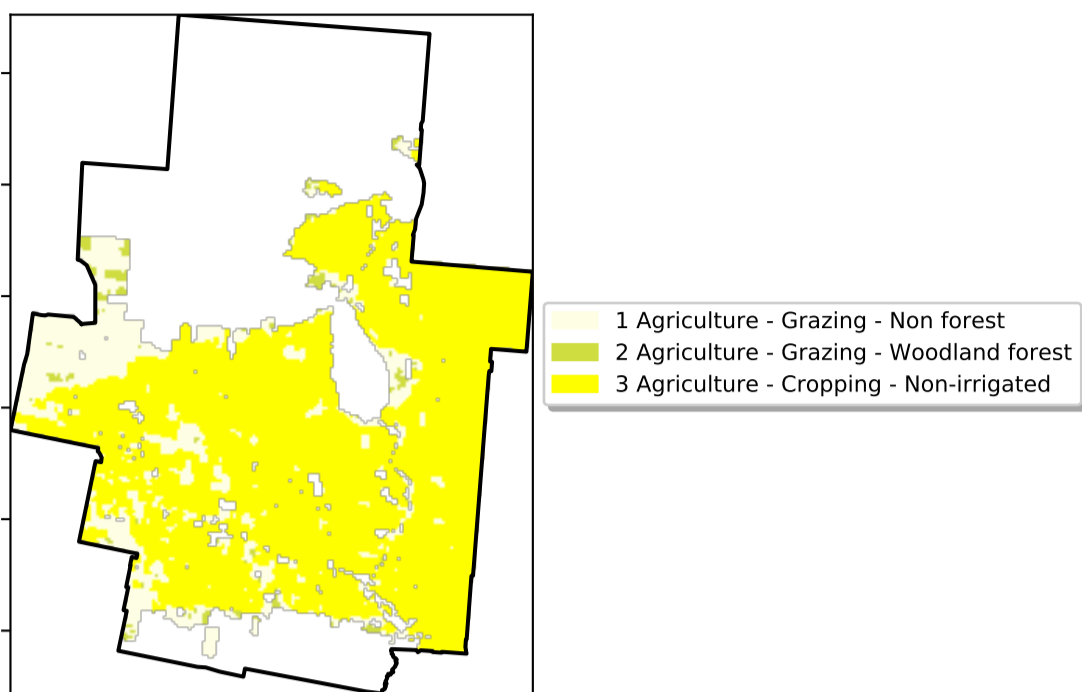 1 Agriculture - Grazing - Non forest
2 Agriculture - Grazing - Woodland forest
3 Agriculture - Cropping - Non-irrigated